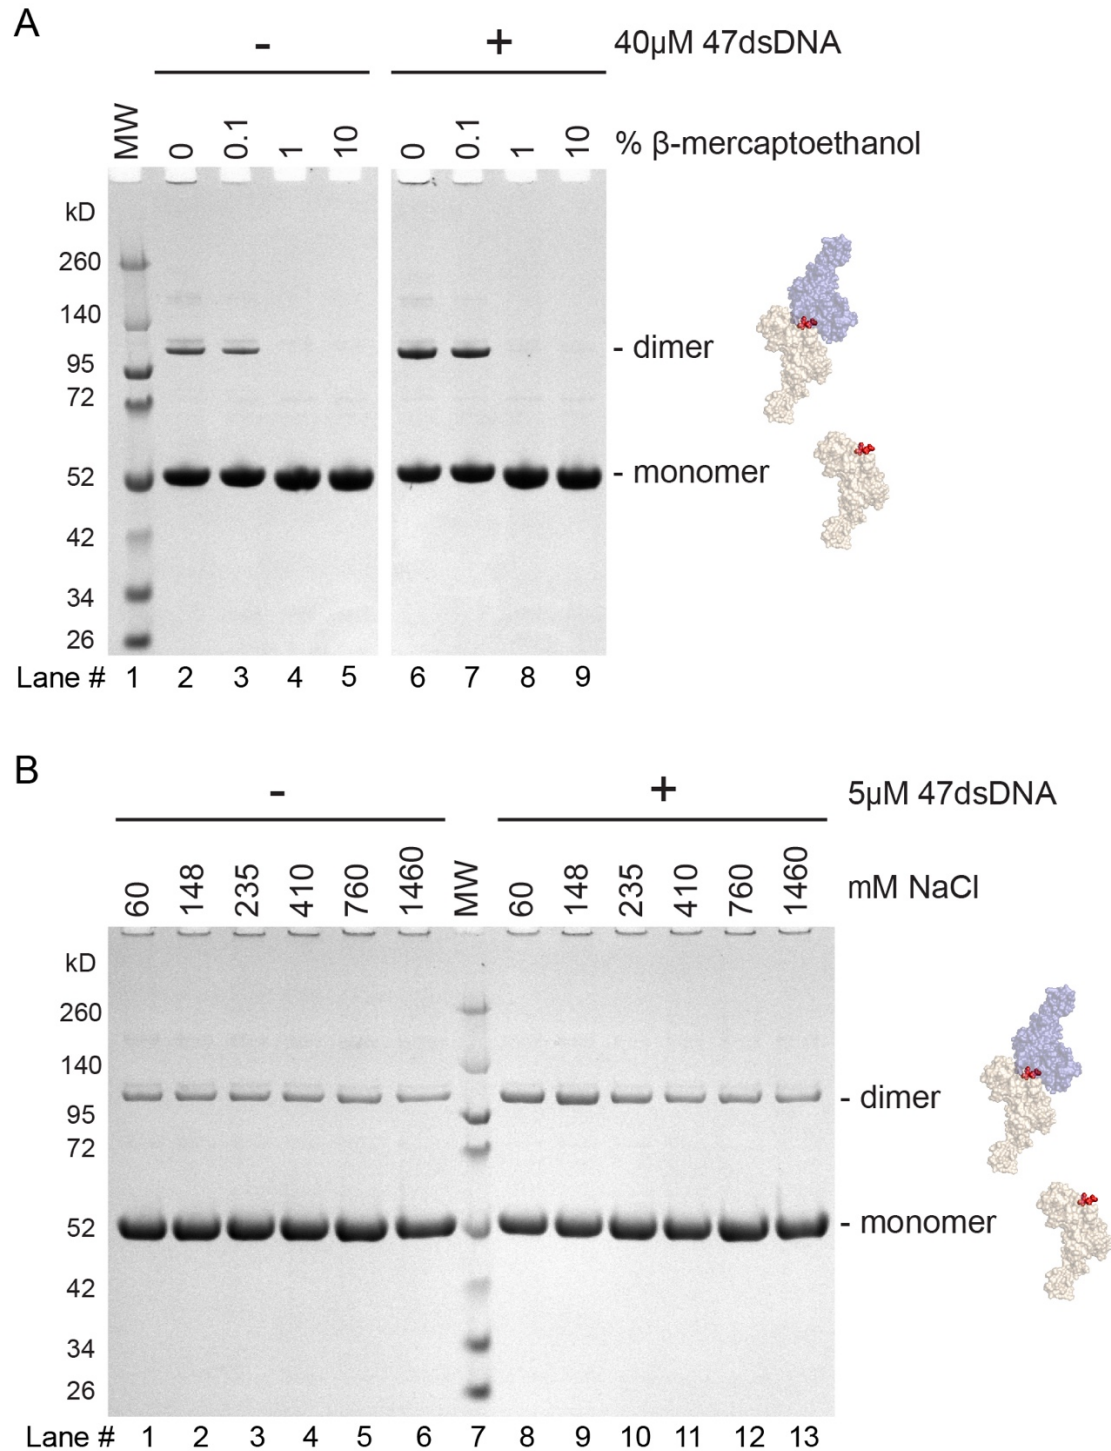 A
- + 40µM 47dsDNA
MW 0 0.1 1 10 0 0.1 1 10 % β-mercaptoethanol
kD
260
140
95
72
52
42
34
26
- dimer
- monomer
Lane # 1 2 3 4 5 6 7 8 9
B
- + 5µM 47dsDNA
60 148 235 410 760 1460 MW 60 148 235 410 760 1460 mM NaCl
kD
260
140
95
72
52
42
34
26
- dimer
- monomer
Lane # 1 2 3 4 5 6 7 8 9 10 11 12 13